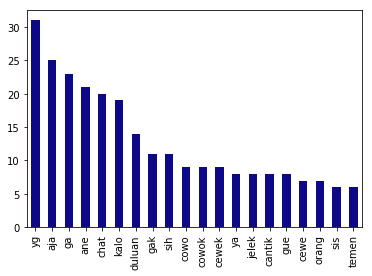 30
25
20
15
10
5
0
yg
aja
ga
ane
chat
kalo
duluan
gak
sih
cowo
cowok
cewek
ya
jelek
cantik
gue
cewe
orang
sis
temen